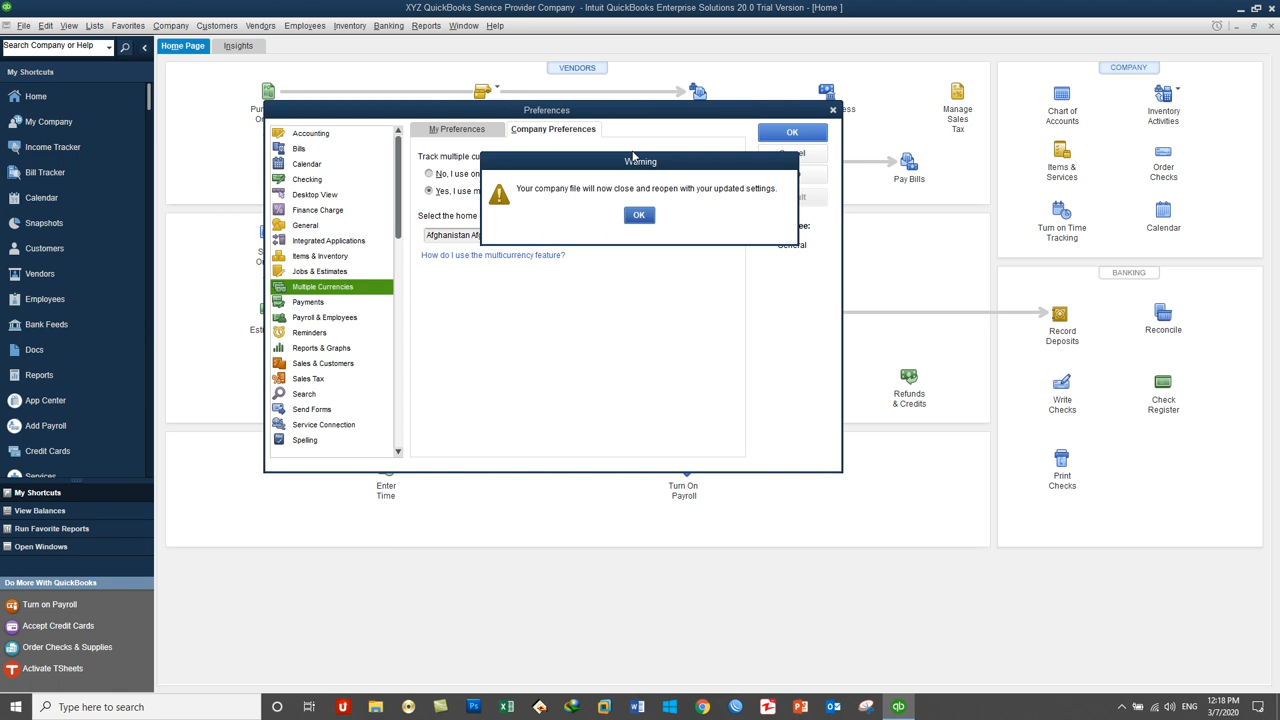 XYZ QuickBooks Service Provider Company - Intuit QuickBooks Enterprise Solutions 20.0 Trial Version - [Home ]
File Edit View Lists Favorites Company Customers Vendors Employees Inventory Banking Reports Window Help
Search Company or Help
My Shortcuts
Home
My Company
Income Tracker
Bill Tracker
Calendar
Snapshots
Customers
Vendors
Employees
Bank Feeds
Docs
Reports
App Center
Add Payroll
Credit Cards
Services
My Shortcuts
View Balances
Run Favorite Reports
Open Windows
Do More With QuickBooks
Turn on Payroll
Accept Credit Cards
Order Checks & Supplies
Activate TSheets
Home Page Insights
VENDORS
Manage
Sales
Tax
Pay Bills
Refunds
& Credits
Enter
Time
Turn On
Payroll
COMPANY
Chart of
Accounts
Inventory
Activities
Items &
Services
Order
Checks
Turn on Time
Tracking
Calendar
BANKING
Record
Deposits
Reconcile
Write
Checks
Check
Register
Print
Checks
Preferences
Accounting
Bills
Calendar
Checking
Desktop View
Finance Charge
General
Integrated Applications
Items & Inventory
Jobs & Estimates
Multiple Currencies
Payments
Payroll & Employees
Reminders
Reports & Graphs
Sales & Customers
Sales Tax
Search
Send Forms
Service Connection
Spelling
My Preferences Company Preferences
Track multiple cu
No, I use on
Yes, I use m
Select the home
Afghanistan Af
How do I use the multicurrency feature?
OK
General
Warning
Your company file will now close and reopen with your updated settings.
OK
Type here to search
12:18 PM
3/7/2020